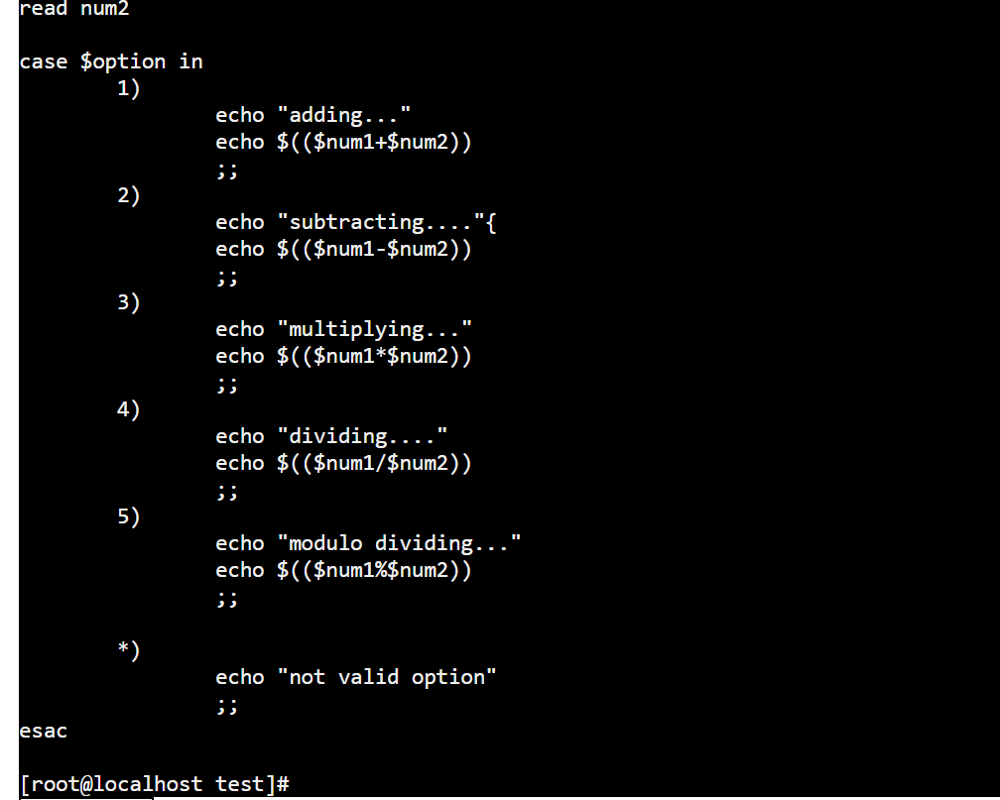 read num2
case $option in
1)
echo "adding..."
echo $(($num1+$num2))
;;
2)
echo "subtracting...."{
echo $(($num1-$num2))
;;
3)
echo "multiplying..."
echo $(($num1*$num2))
;;
4)
echo "dividing...."
echo $(($num1/$num2))
;;
5)
echo "modulo dividing..."
echo $(($num1%$num2))
;;
*)
echo "not valid option"
;;
esac
[root@localhost test]#